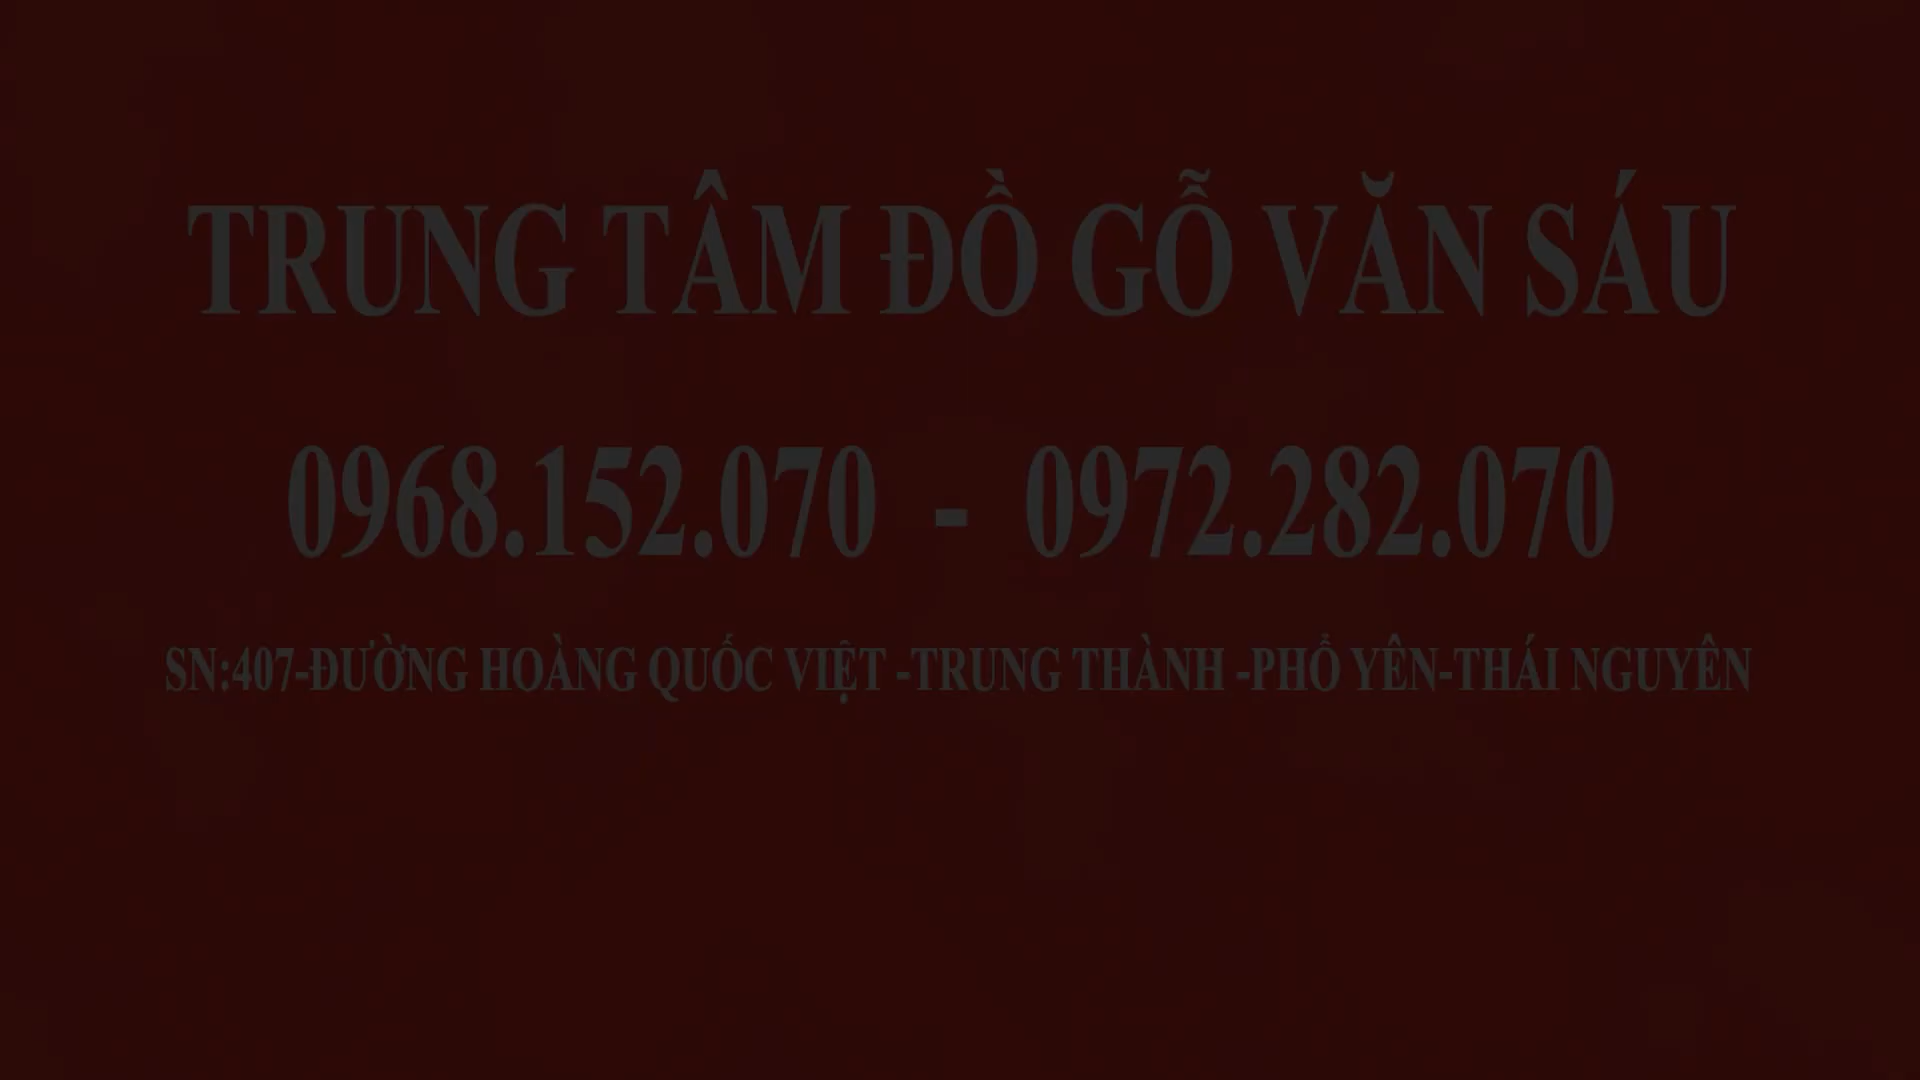 TRUNG TÂM ĐỒ GỖ VĂN SÁU
0968.152.070 - 0972.282.070
SN:407-ĐƯỜNG HOÀNG QUỐC VIỆT -TRUNG THÀNH -PHỔ YÊN-THÁI NGUYÊN